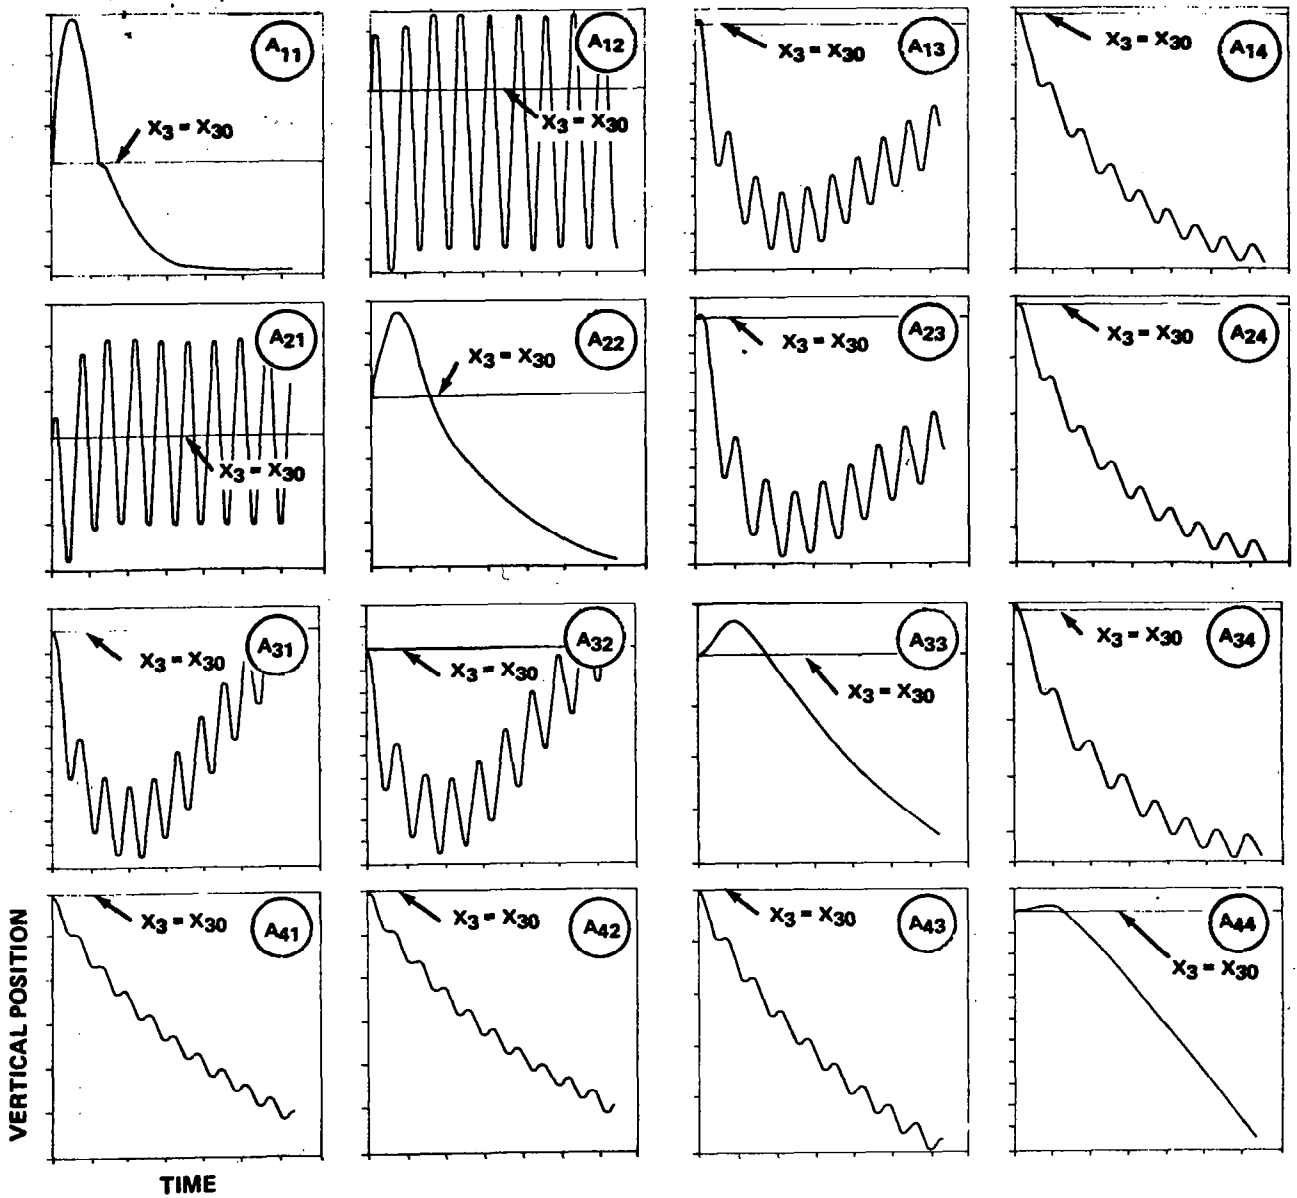 A11
X3 = X30
A12
X3 = X30
A13
X3 = X30
A14
X3 = X30
A21
X3 = X30
A22
X3 = X30
A23
X3 = X30
A24
X3 = X30
A31
X3 = X30
A32
X3 = X30
A33
X3 = X30
A34
X3 = X30
A41
X3 = X30
A42
X3 = X30
A43
X3 = X30
A44
X3 = X30
VERTICAL POSITION
TIME